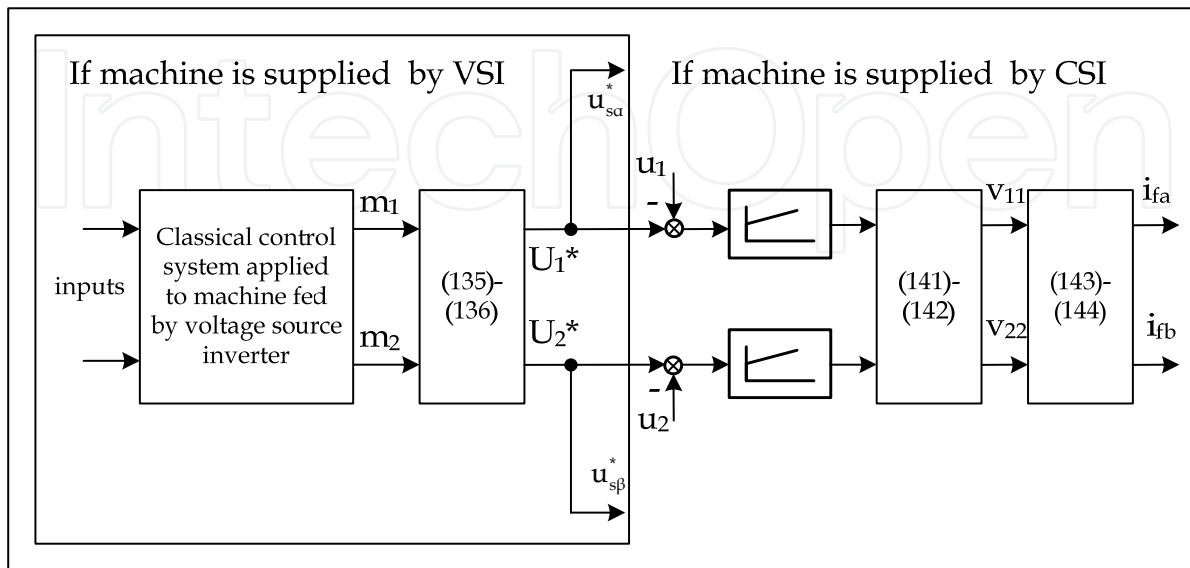 IntechOpen
If machine is supplied by VSI
If machine is supplied by CSI
u*sα
u1
-
v11
ifa
m1
Classical control
system applied
to machine fed
by voltage source
inverter
inputs
U1*
(135)-
(136)
(141)-
(142)
(143)-
(144)
m2
U2*
v22
ifb
-
u2
u*sβ